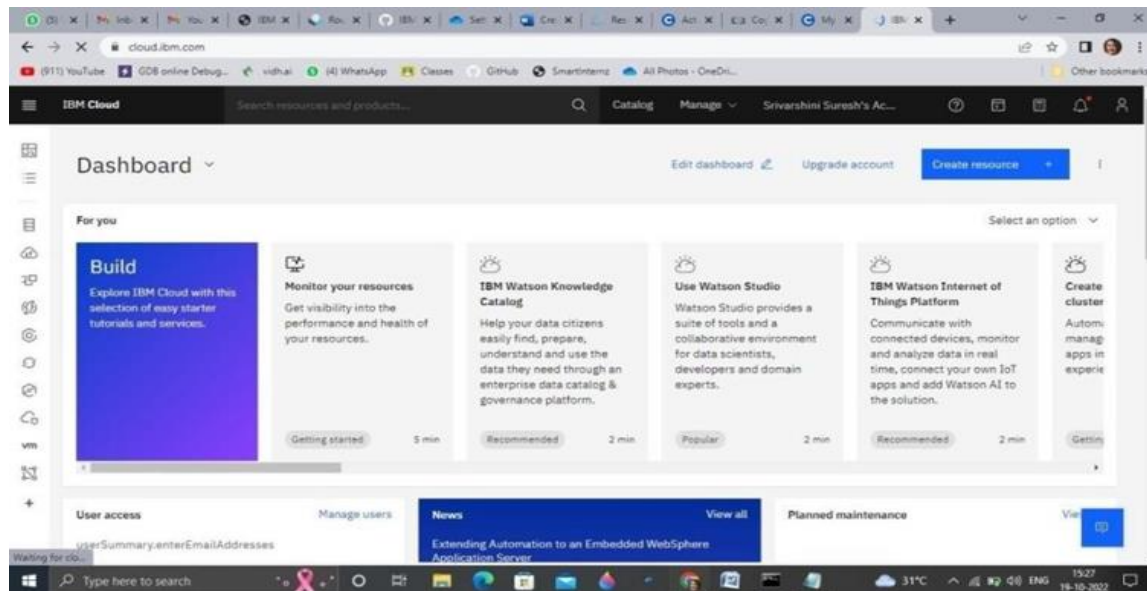 cloud.ibm.com
(911) YouTube GDB online Debug... vidhai (4) WhatsApp Classes GitHub Smartinternz All Photos - OneDri... Other bookmarks
IBM Cloud Search resources and products... Catalog Manage Srivarshini Suresh's Ac...
Dashboard Edit dashboard Upgrade account Create resource +
For you Select an option
Build
Explore IBM Cloud with this
selection of easy starter
tutorials and services.
Monitor your resources
Get visibility into the
performance and health of
your resources.
Getting started 5 min
IBM Watson Knowledge
Catalog
Help your data citizens
easily find, prepare,
understand and use the
data they need through an
enterprise data catalog &
governance platform.
Recommended 2 min
Use Watson Studio
Watson Studio provides a
suite of tools and a
collaborative environment
for data scientists,
developers and domain
experts.
Popular 2 min
IBM Watson Internet of
Things Platform
Communicate with
connected devices, monitor
and analyze data in real
time, connect your own IoT
apps and add Watson AI to
the solution.
Recommended 2 min
Create
cluster
Autom
manag
apps in
experie
Getting
vm
User access Manage users
userSummary.enterEmailAddresses
News View all
Extending Automation to an Embedded WebSphere
Application Server
Planned maintenance Vie
Waiting for clo...
Type here to search 31°C ENG 15:27
19-10-2022